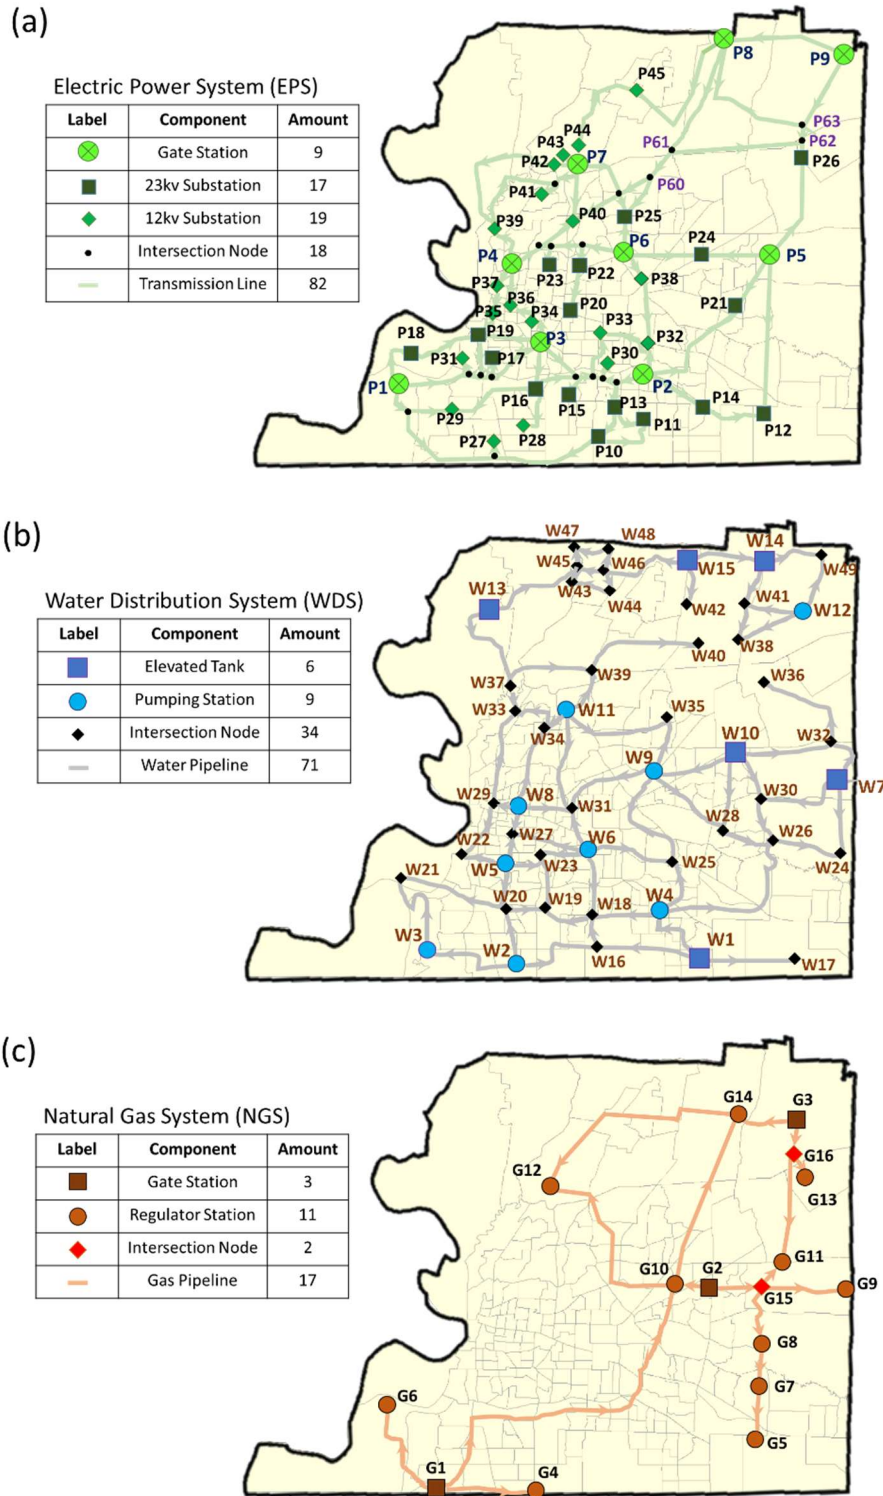 (a)
Electric Power System (EPS)
Label Component Amount
Gate Station 9
23kv Substation 17
12kv Substation 19
Intersection Node 18
Transmission Line 82
P8
P9
P45
P63
P62
P44
P43
P61
P42
P7
P26
P60
P41
P40
P25
P39
P6
P24
P5
P4
P23
P22
P38
P37
P36
P21
P20
P35
P34
P33
P18
P19
P3
P32
P31
P17
P30
P1
P2
P16
P15
P13
P14
P29
P11
P12
P27
P28
P10
(b)
Water Distribution System (WDS)
Label Component Amount
Elevated Tank 6
Pumping Station 9
Intersection Node 34
Water Pipeline 71
W47
W48
W14
W45
W46
W15
W49
W13
W43
W44
W42
W41
W12
W38
W40
W39
W37
W36
W33
W11
W35
W34
W10
W32
W9
W7
W29
W8
W31
W30
W28
W27
W26
W22
W6
W21
W5
W23
W25
W24
W20
W19
W18
W4
W3
W2
W1
W16
W17
(c)
Natural Gas System (NGS)
Label Component Amount
Gate Station 3
Regulator Station 11
Intersection Node 2
Gas Pipeline 17
G14
G3
G16
G12
G13
G11
G10
G2
G9
G15
G8
G7
G6
G5
G1
G4